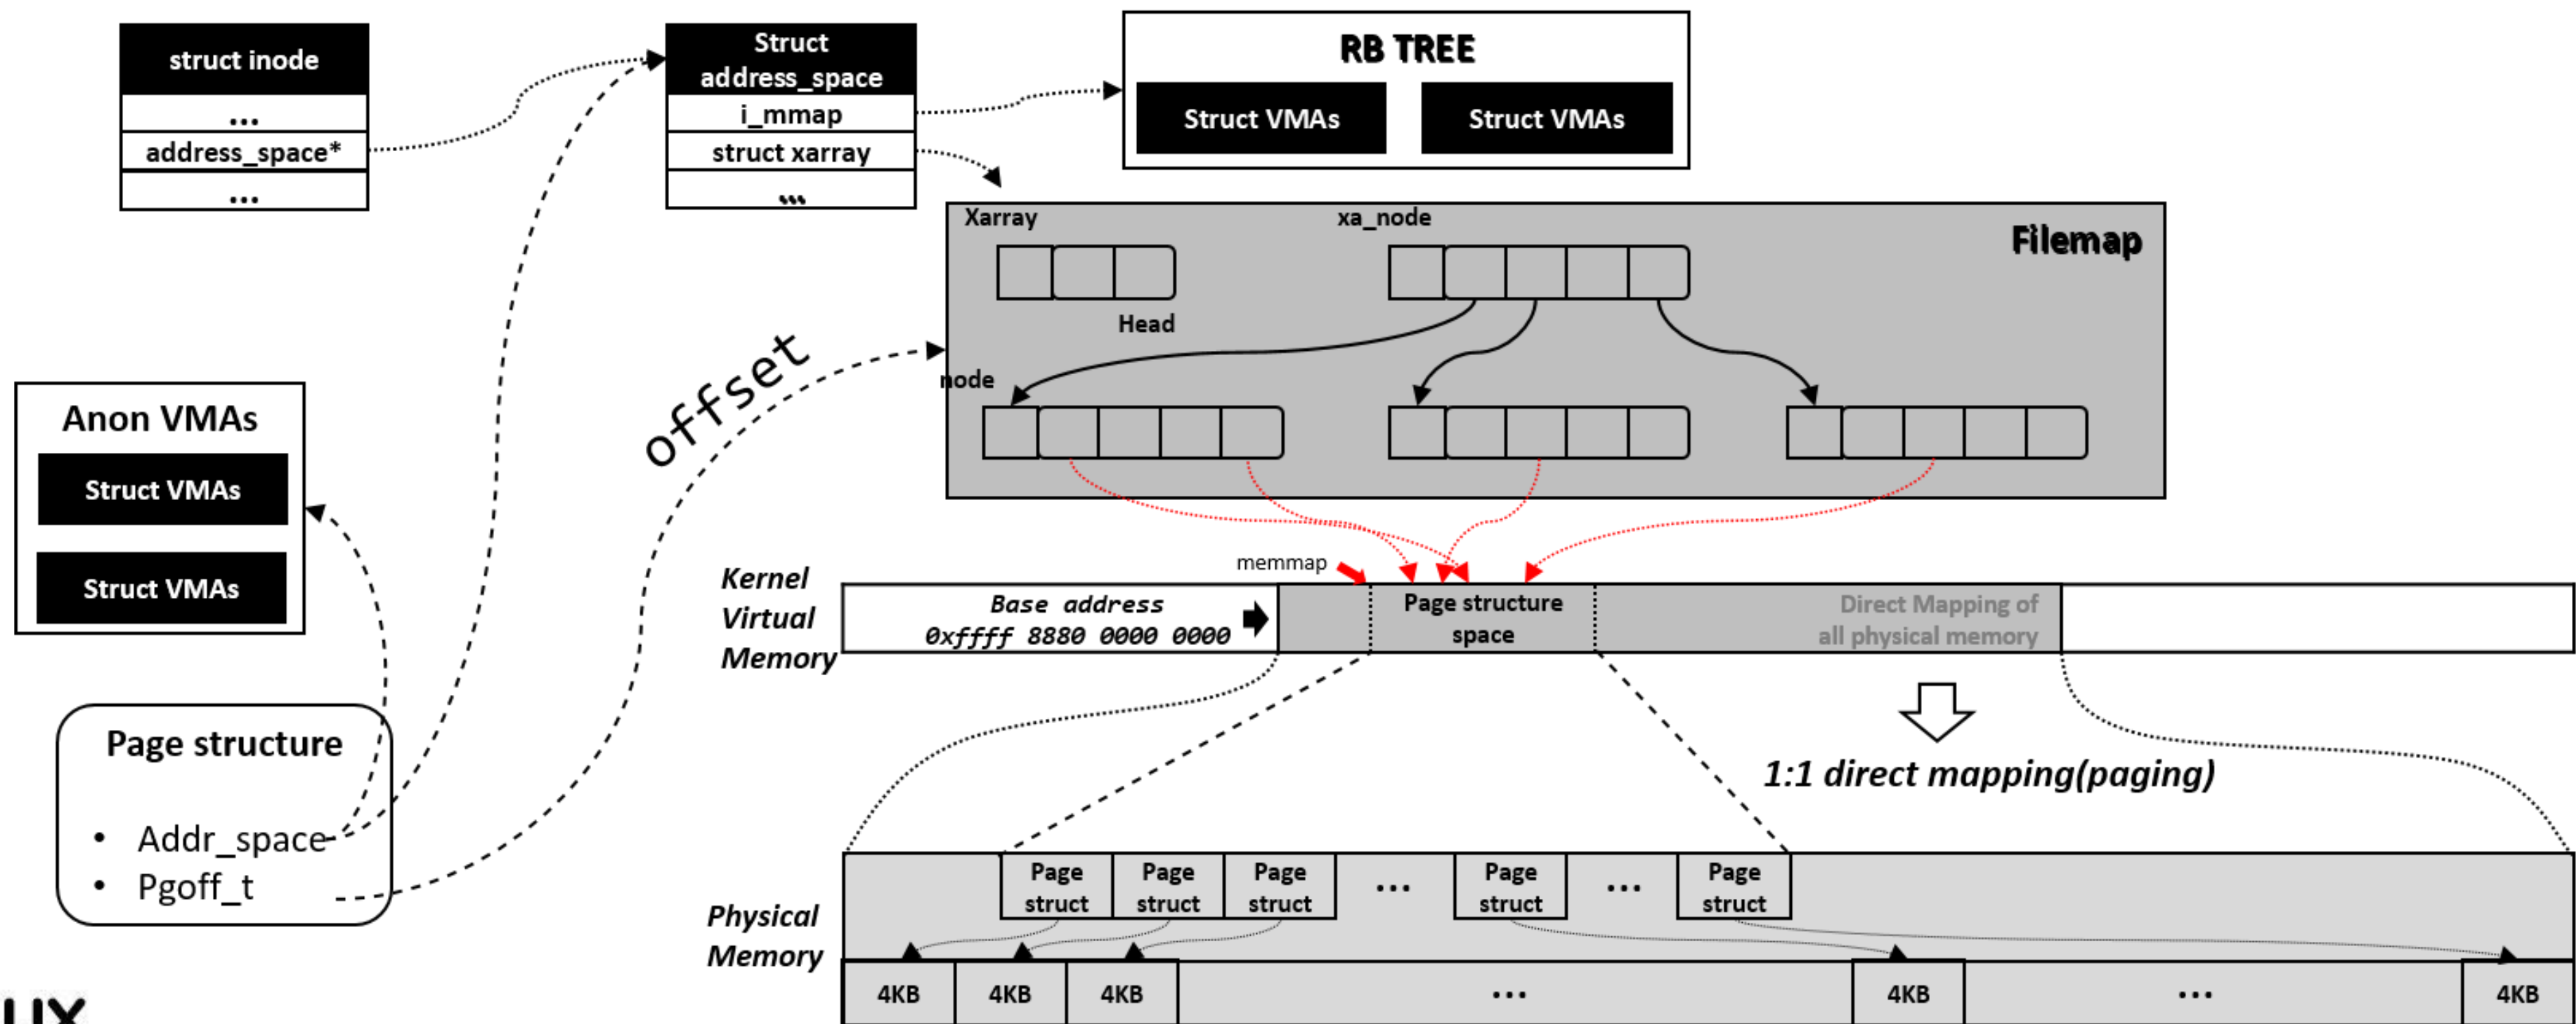 struct inode
...
address_space*
...
Struct
address_space
i_mmap
struct xarray
...
RB TREE
Struct VMAs
Struct VMAs
Xarray
xa_node
Filemap
Head
node
offset
Anon VMAs
Struct VMAs
Struct VMAs
Page structure
• Addr_space
• Pgoff_t
memmap
Kernel
Virtual
Memory
Base address
0xffff 8880 0000 0000
Page structure
space
Direct Mapping of
all physical memory
1:1 direct mapping(paging)
Physical
Memory
Page
struct
Page
struct
Page
struct
...
Page
struct
...
Page
struct
4KB
4KB
4KB
...
4KB
...
4KB